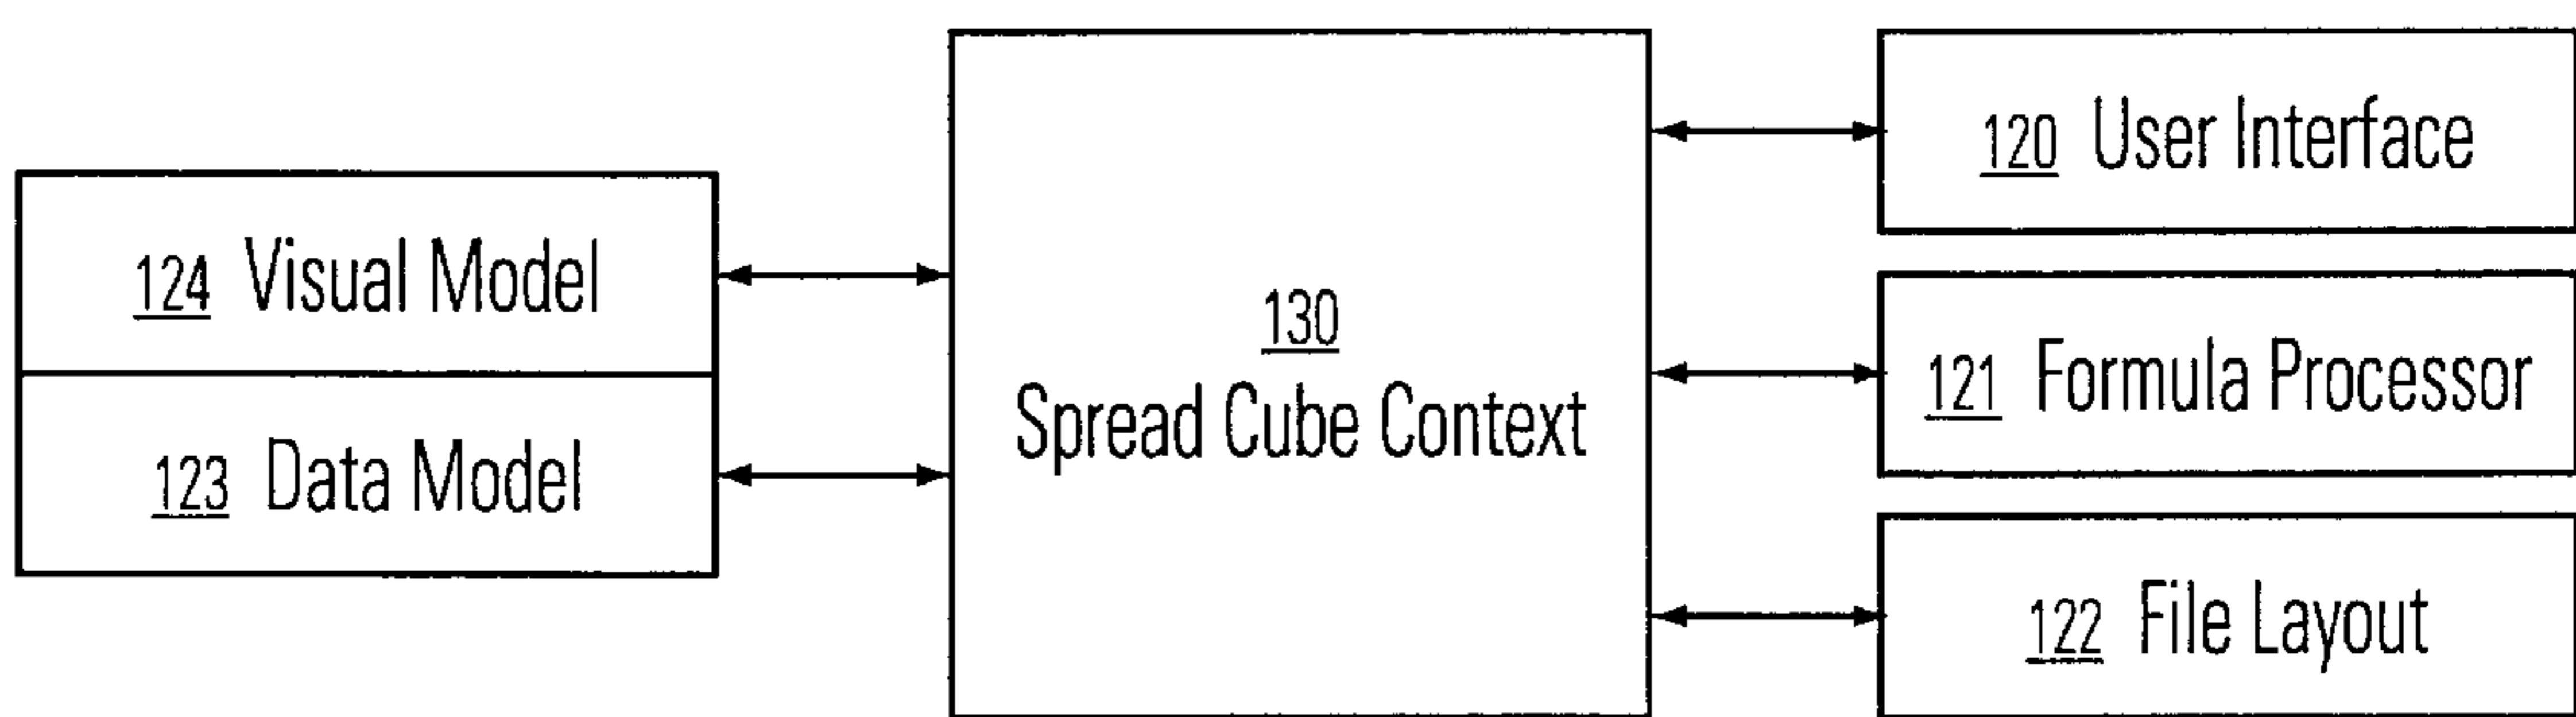 124 Visual Model
123 Data Model
130
Spread Cube Context
120 User Interface
121 Formula Processor
122 File Layout